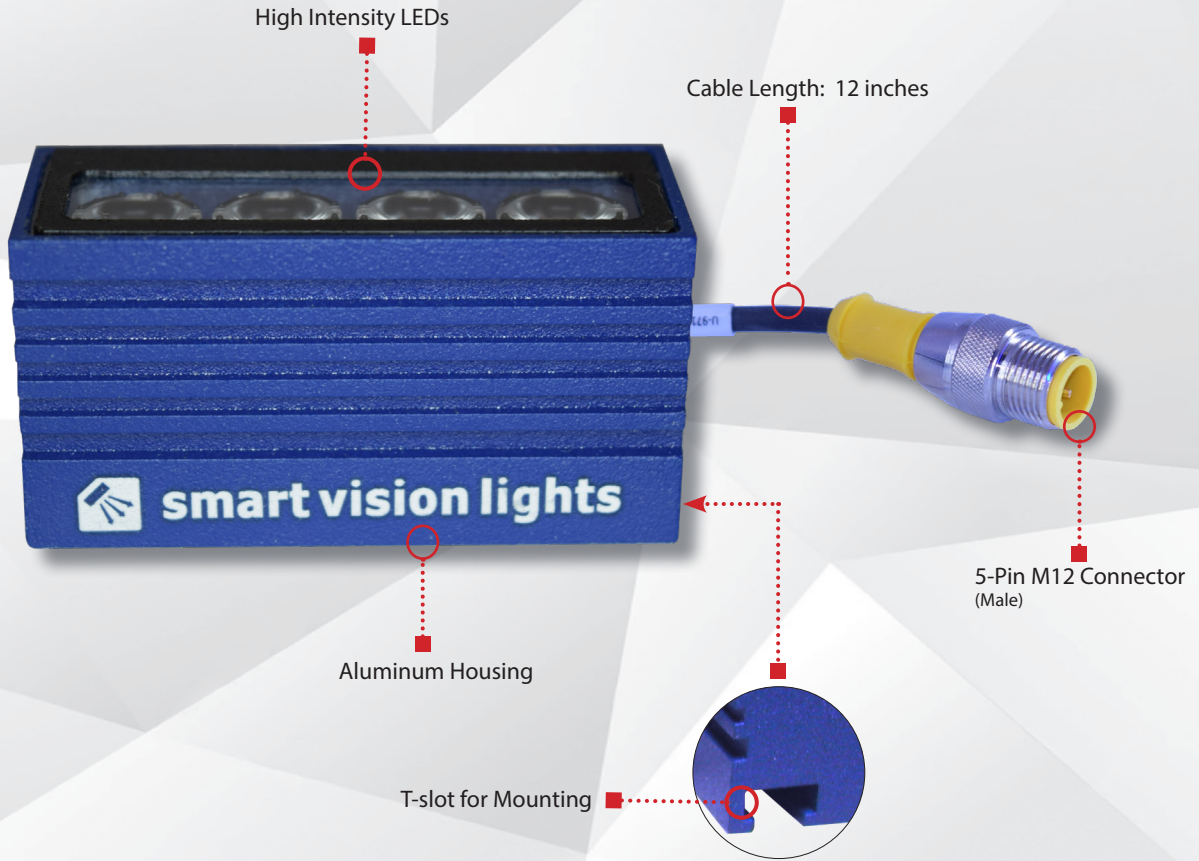 High Intensity LEDs
Cable Length: 12 inches
smart vision lights
5-Pin M12 Connector
(Male)
Aluminum Housing
T-slot for Mounting